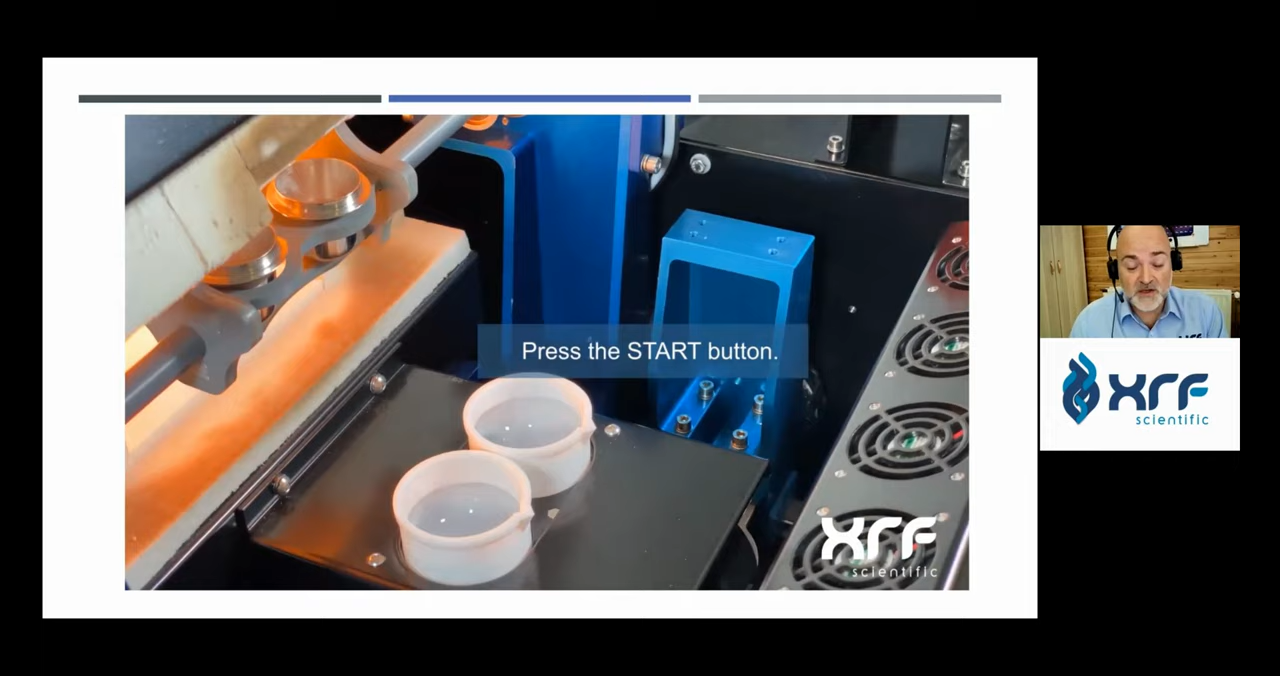 Press the START button.
xrf
scientific
xrf
scientific